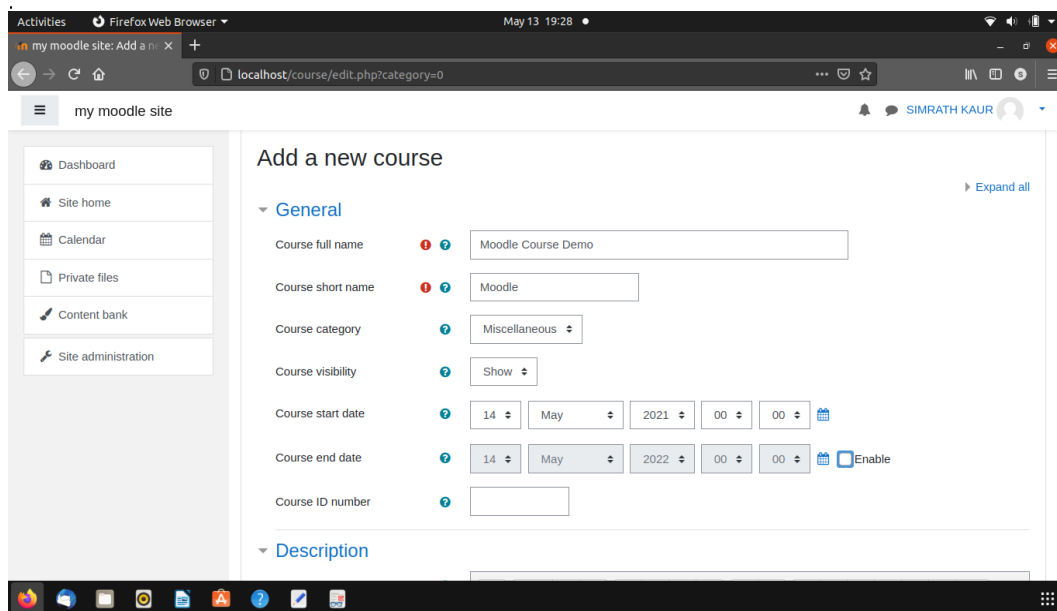 Activities Firefox Web Browser May 13 19:28
my moodle site: Add a ne
localhost/course/edit.php?category=0
my moodle site SIMRATH KAUR
Dashboard
Site home
Calendar
Private files
Content bank
Site administration
Add a new course
Expand all
General
Course full name Moodle Course Demo
Course short name Moodle
Course category Miscellaneous
Course visibility Show
Course start date 14 May 2021 00 00
Course end date 14 May 2022 00 00 Enable
Course ID number
Description